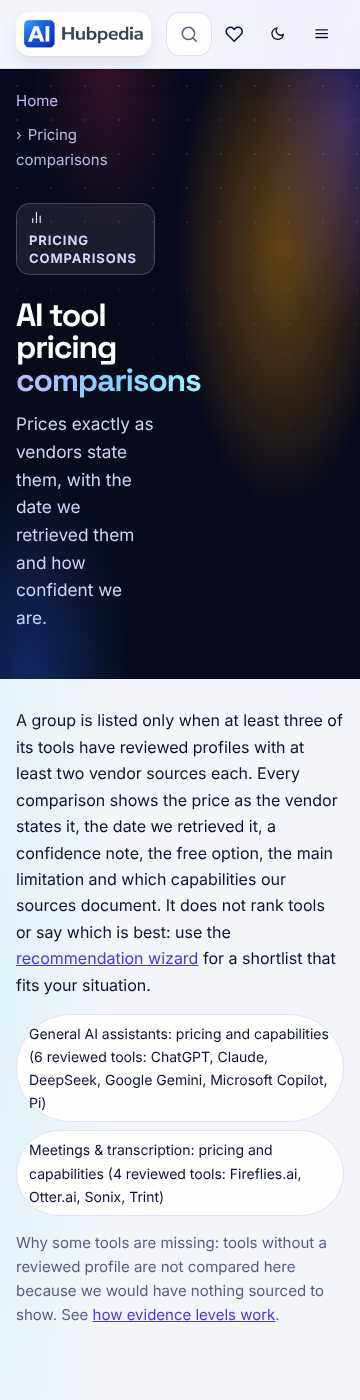 AI Hubpedia
Home
› Pricing
comparisons
PRICING
COMPARISONS
AI tool
pricing
comparisons
Prices exactly as
vendors state
them, with the
date we
retrieved them
and how
confident we
are.
A group is listed only when at least three of
its tools have reviewed profiles with at
least two vendor sources each. Every
comparison shows the price as the vendor
states it, the date we retrieved it, a
confidence note, the free option, the main
limitation and which capabilities our
sources document. It does not rank tools
or say which is best: use the
recommendation wizard for a shortlist that
fits your situation.
General AI assistants: pricing and capabilities
(6 reviewed tools: ChatGPT, Claude,
DeepSeek, Google Gemini, Microsoft Copilot,
Pi)
Meetings & transcription: pricing and
capabilities (4 reviewed tools: Fireflies.ai,
Otter.ai, Sonix, Trint)
Why some tools are missing: tools without a
reviewed profile are not compared here
because we would have nothing sourced to
show. See how evidence levels work.